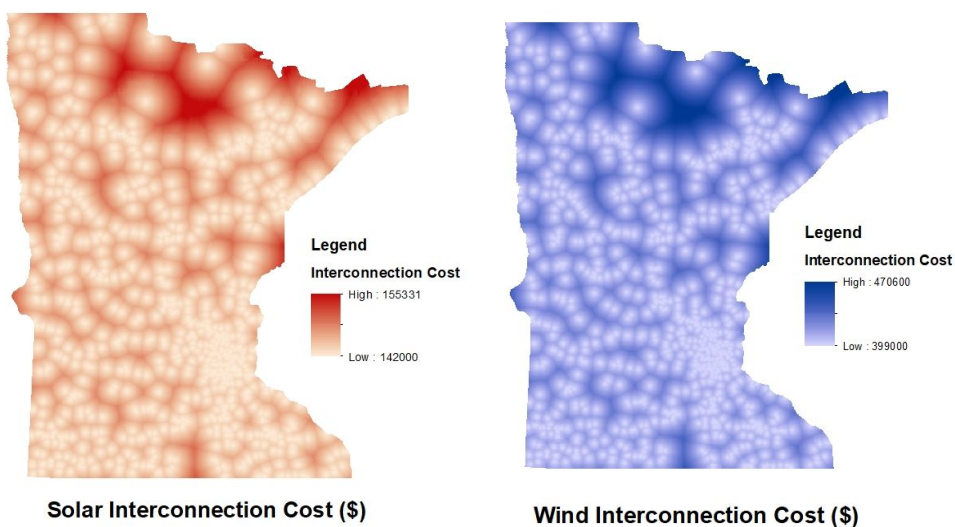 Legend
Interconnection Cost
High : 155331
Low : 142000
Solar Interconnection Cost ($)
Legend
Interconnection Cost
High : 470600
Low : 399000
Wind Interconnection Cost ($)